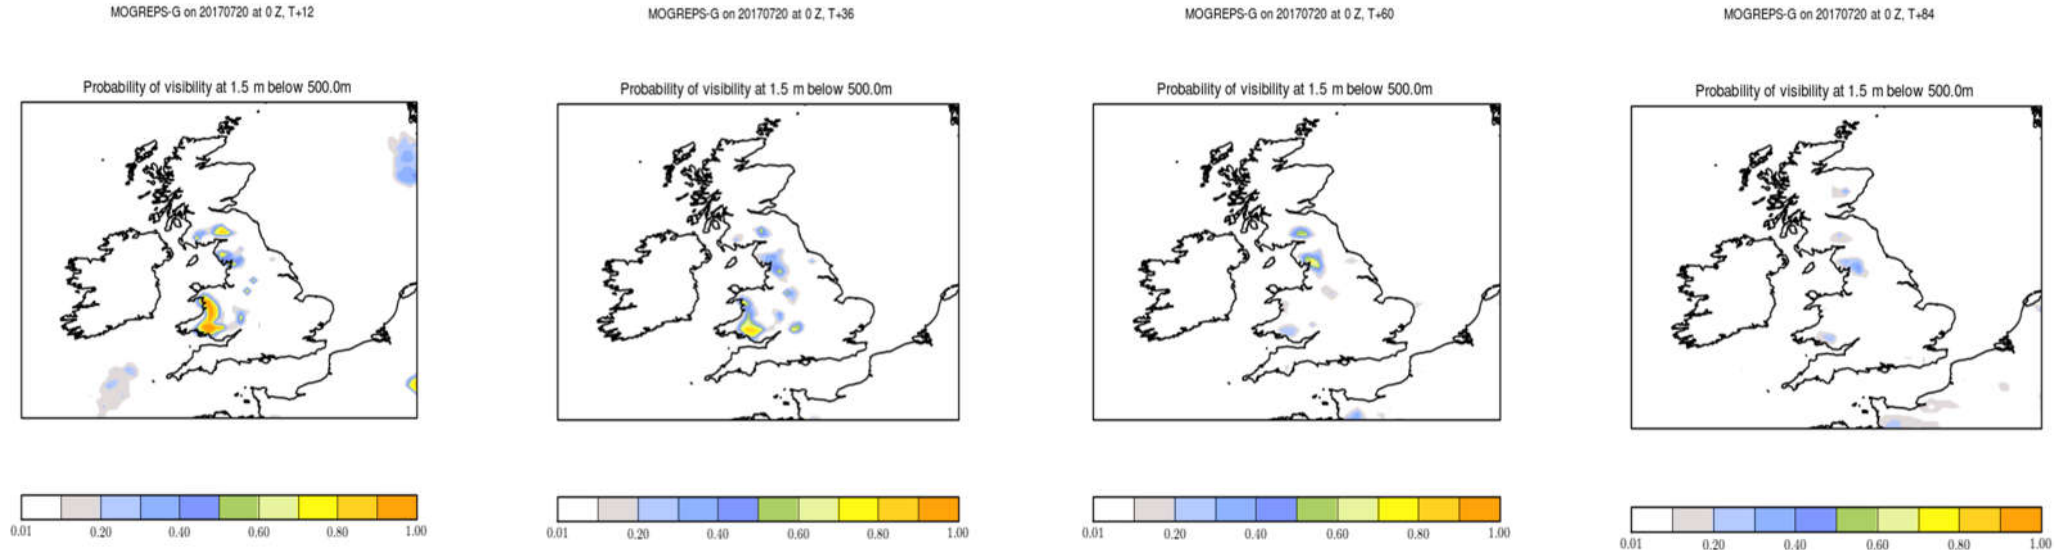 MOGREPS-G on 20170720 at 0 Z, T+12
Probability of visibility at 1.5 m below 500.0m
0.01 0.20 0.40 0.60 0.80 1.00
MOGREPS-G on 20170720 at 0 Z, T+36
Probability of visibility at 1.5 m below 500.0m
0.01 0.20 0.40 0.60 0.80 1.00
MOGREPS-G on 20170720 at 0 Z, T+60
Probability of visibility at 1.5 m below 500.0m
0.01 0.20 0.40 0.60 0.80 1.00
MOGREPS-G on 20170720 at 0 Z, T+84
Probability of visibility at 1.5 m below 500.0m
0.01 0.20 0.40 0.60 0.80 1.00